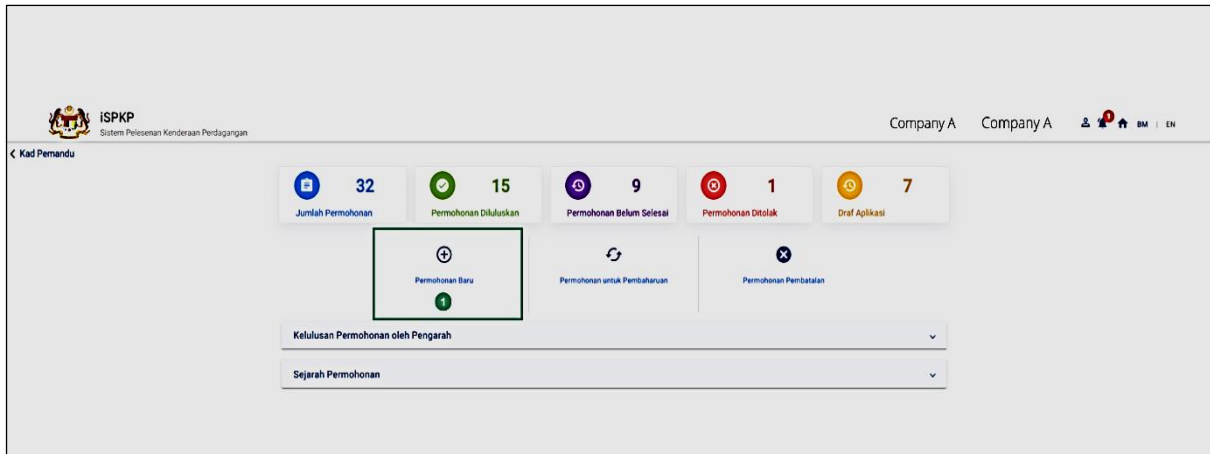 iSPKP
Sistem Pelesenan Kenderaan Perdagangan
Company A Company A 1 BM | EN
Kad Pemandu
32 15 9 1 7
Jumlah Permohonan Permohonan Diluluskan Permohonan Belum Selesai Permohonan Ditolak Draf Aplikasi
Permohonan Baru Permohonan untuk Pembaharuan Permohonan Pembatalan
1
Kelulusan Permohonan oleh Pengarah
Sejarah Permohonan